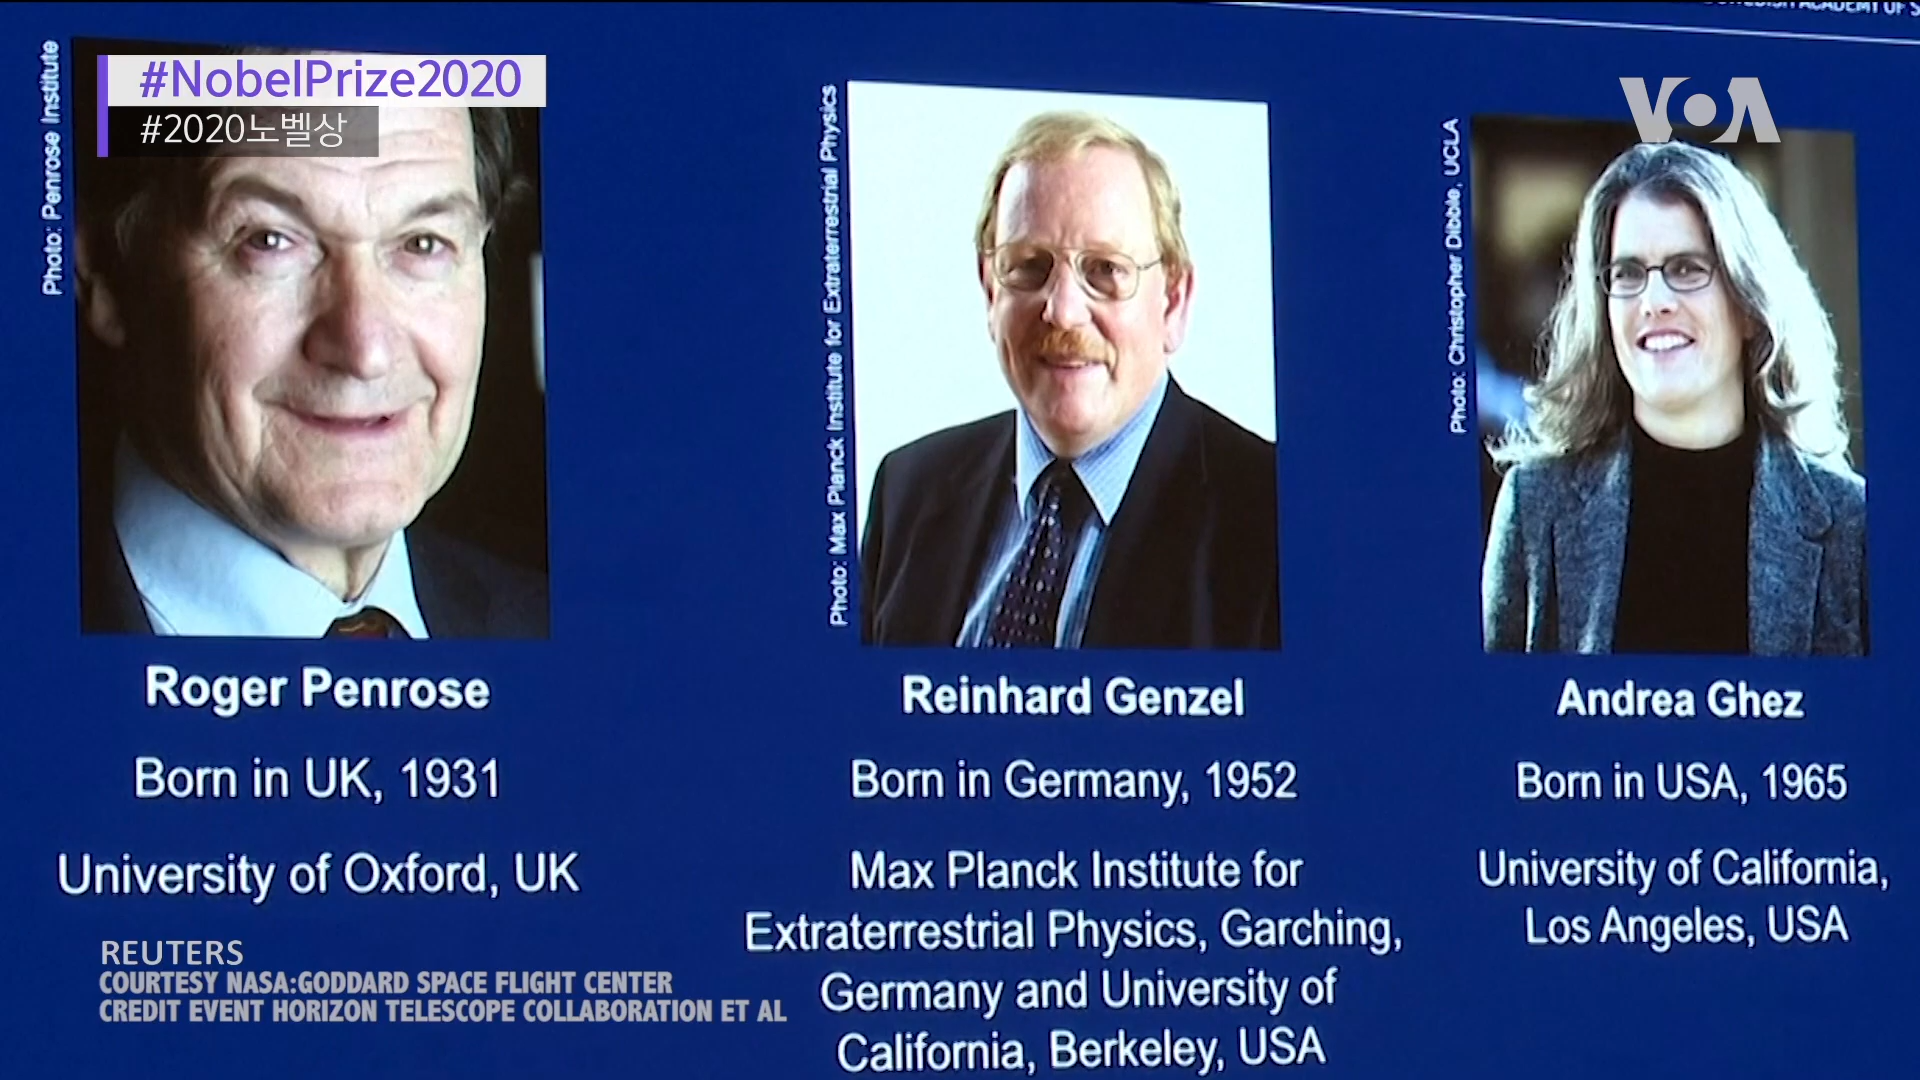 SWEDISH ACADEMY OF S
#NobelPrize2020
#2020노벨상
VOA
Photo: Penrose Institute
Roger Penrose
Born in UK, 1931
University of Oxford, UK
Photo: Max Planck Institute for Extraterrestrial Physics
Reinhard Genzel
Born in Germany, 1952
Max Planck Institute for
Extraterrestrial Physics, Garching,
Germany and University of
California, Berkeley, USA
Photo: Christopher Dibble, UCLA
Andrea Ghez
Born in USA, 1965
University of California,
Los Angeles, USA
REUTERS
COURTESY NASA:GODDARD SPACE FLIGHT CENTER
CREDIT EVENT HORIZON TELESCOPE COLLABORATION ET AL